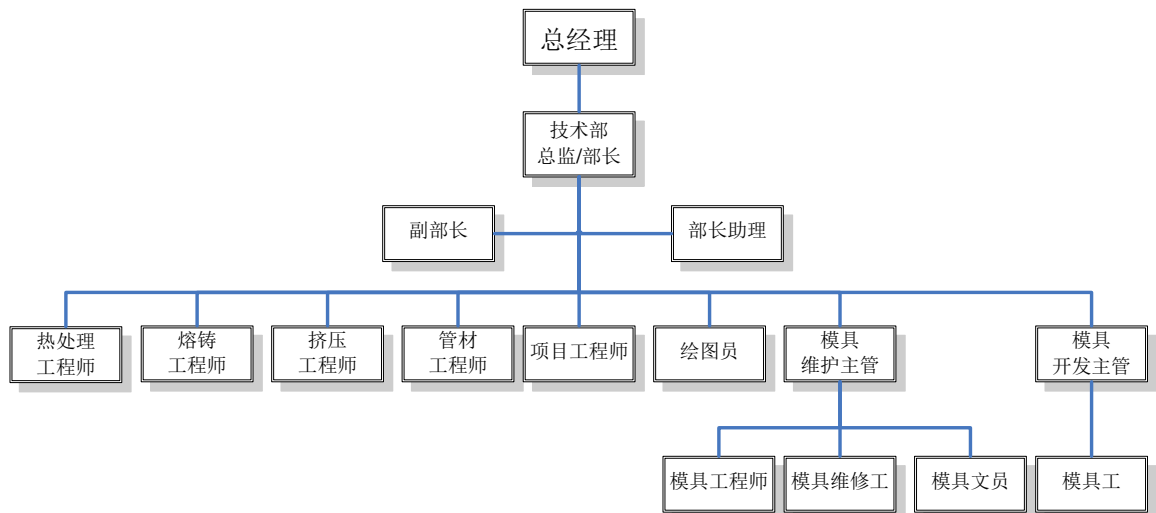 总经理
技术部
总监/部长
副部长
部长助理
热处理
工程师
熔铸
工程师
挤压
工程师
管材
工程师
项目工程师
绘图员
模具
维护主管
模具
开发主管
模具工程师
模具维修工
模具文员
模具工